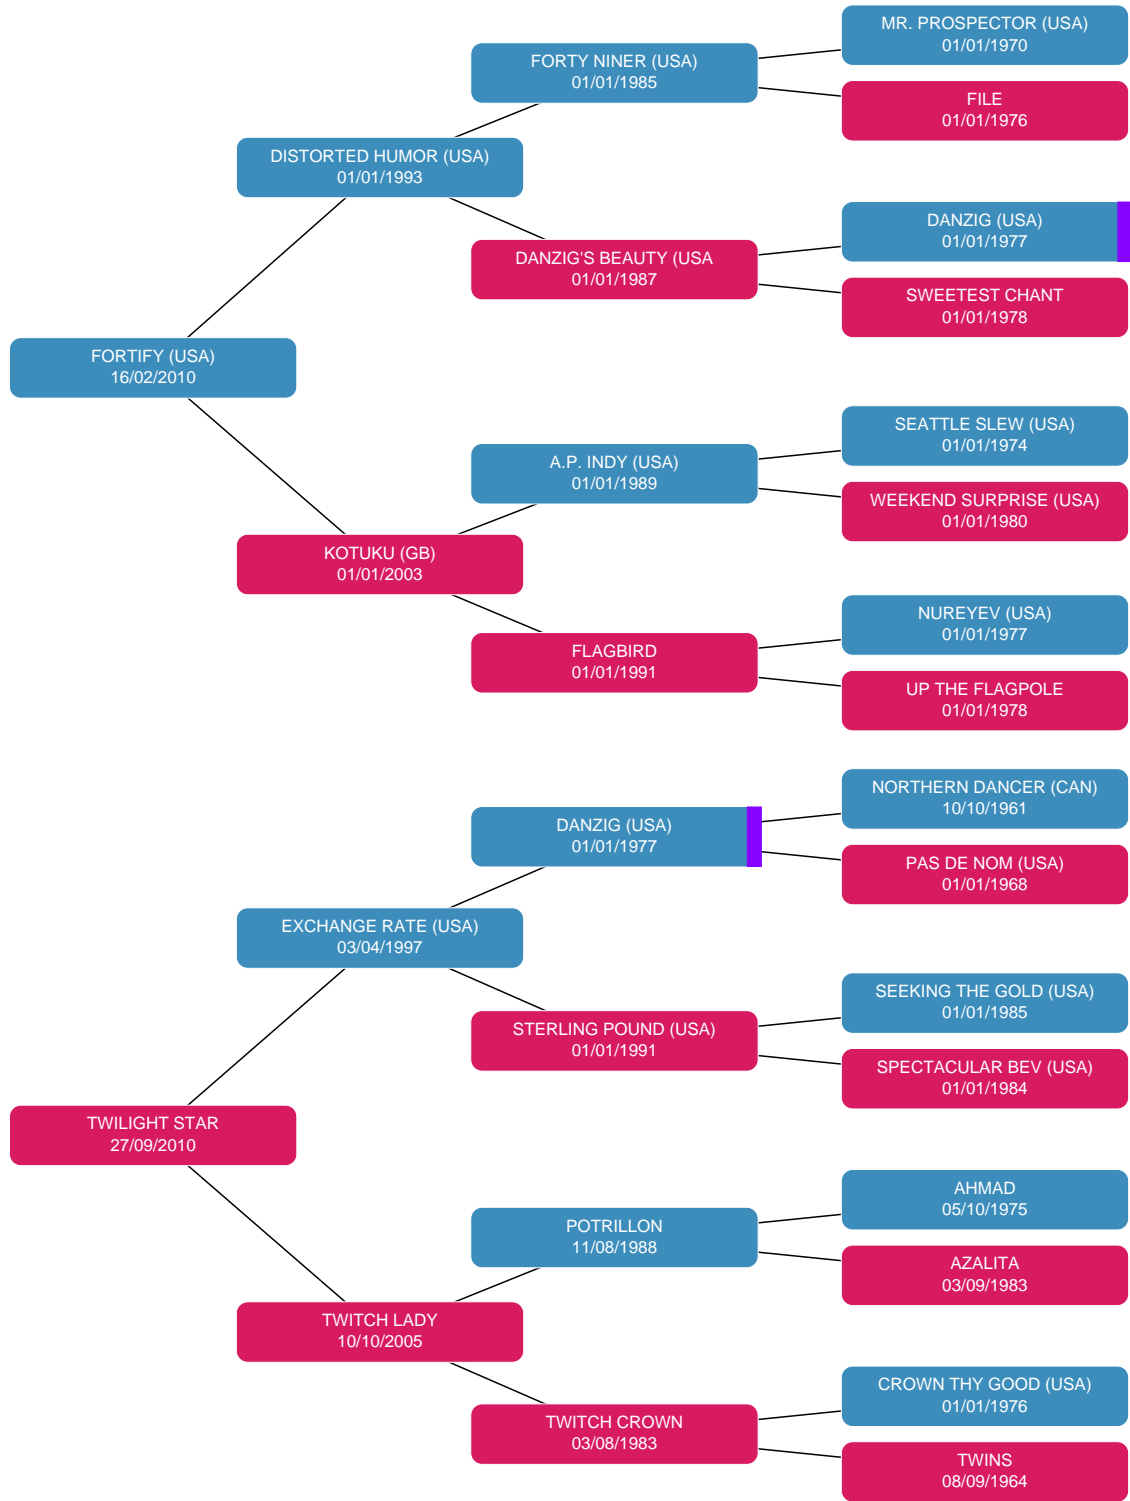 MR. PROSPECTOR (USA)
01/01/1970
FORTY NINER (USA)
01/01/1985
FILE
01/01/1976
DISTORTED HUMOR (USA)
01/01/1993
DANZIG (USA)
01/01/1977
DANZIG'S BEAUTY (USA
01/01/1987
SWEETEST CHANT
01/01/1978
FORTIFY (USA)
16/02/2010
SEATTLE SLEW (USA)
01/01/1974
A.P. INDY (USA)
01/01/1989
WEEKEND SURPRISE (USA)
01/01/1980
KOTUKU (GB)
01/01/2003
NUREYEV (USA)
01/01/1977
FLAGBIRD
01/01/1991
UP THE FLAGPOLE
01/01/1978
NORTHERN DANCER (CAN)
10/10/1961
DANZIG (USA)
01/01/1977
PAS DE NOM (USA)
01/01/1968
EXCHANGE RATE (USA)
03/04/1997
SEEKING THE GOLD (USA)
01/01/1985
STERLING POUND (USA)
01/01/1991
SPECTACULAR BEV (USA)
01/01/1984
TWILIGHT STAR
27/09/2010
AHMAD
05/10/1975
POTRILLON
11/08/1988
AZALITA
03/09/1983
TWITCH LADY
10/10/2005
CROWN THY GOOD (USA)
01/01/1976
TWITCH CROWN
03/08/1983
TWINS
08/09/1964